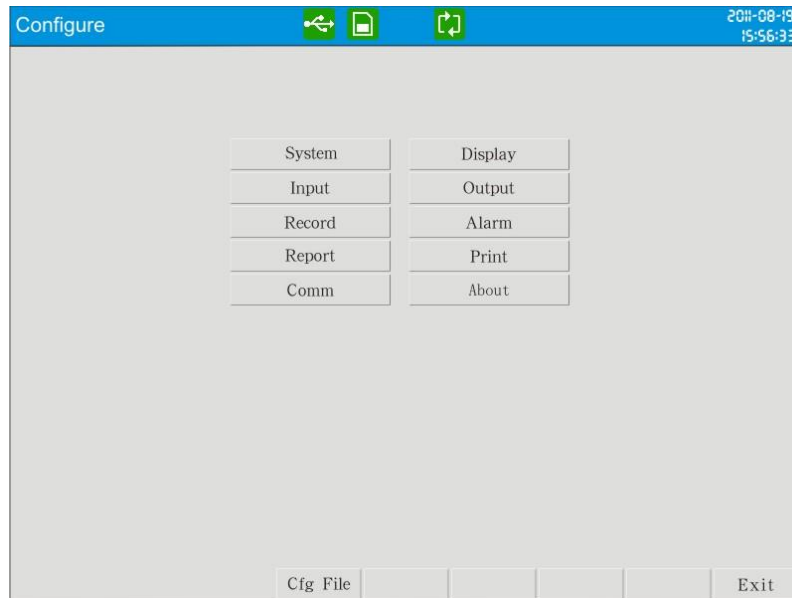 Configure
2011-08-19
15:56:33
System
Display
Input
Output
Record
Alarm
Report
Print
Comm
About
Cfg File
Exit